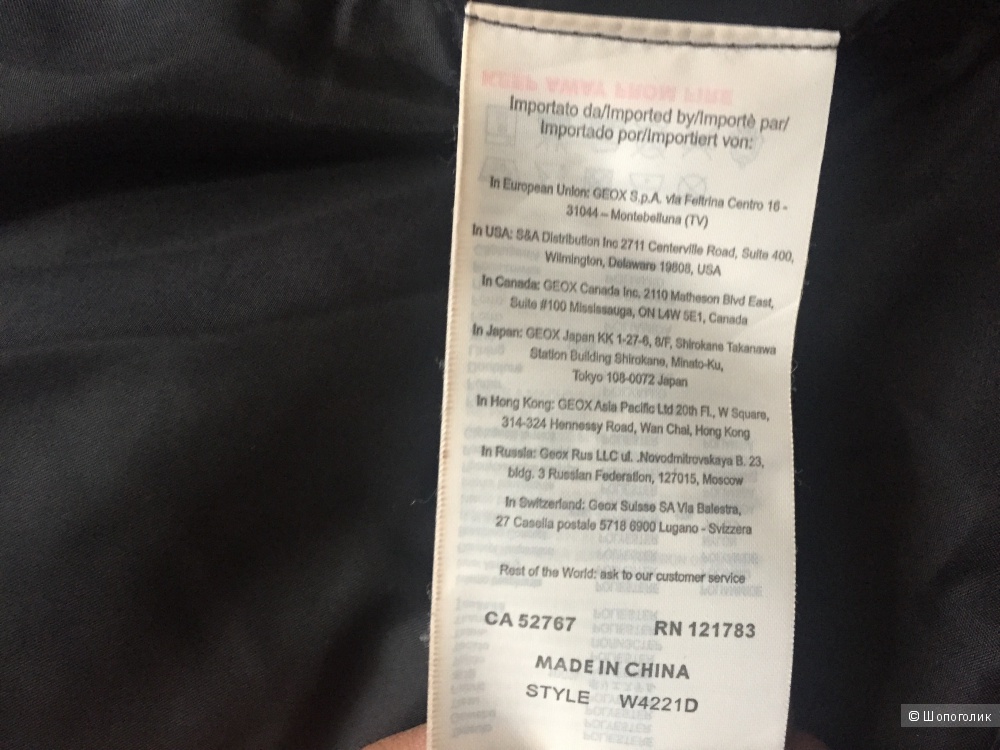 KEEP AWAY FROM FIRE
Importato da/Imported by/Importè par/
Importado por/Importiert von:
In European Union: GEOX S.p.A. via Feltrina Centro 16 -
31044 – Montebelluna (TV)
In USA: S&A Distribution Inc 2711 Centerville Road, Suite 400,
Wilmington, Delaware 19808, USA
In Canada: GEOX Canada Inc, 2110 Matheson Blvd East,
Suite #100 Mississauga, ON L4W 5E1, Canada
In Japan: GEOX Japan KK 1-27-6, 8/F, Shirokane Takanawa
Station Building Shirokane, Minato-Ku,
Tokyo 108-0072 Japan
In Hong Kong: GEOX Asia Pacific Ltd 20th Fl., W Square,
314-324 Hennessy Road, Wan Chai, Hong Kong
In Russia: Geox Rus LLC ul. .Novodmitrovskaya B. 23,
bldg. 3 Russian Federation, 127015, Moscow
In Switzerland: Geox Suisse SA Via Balestra,
27 Casella postale 5718 6900 Lugano - Svizzera
Rest of the World: ask to our customer service
CA 52767 RN 121783
MADE IN CHINA
STYLE W4221D
© Шопоголик